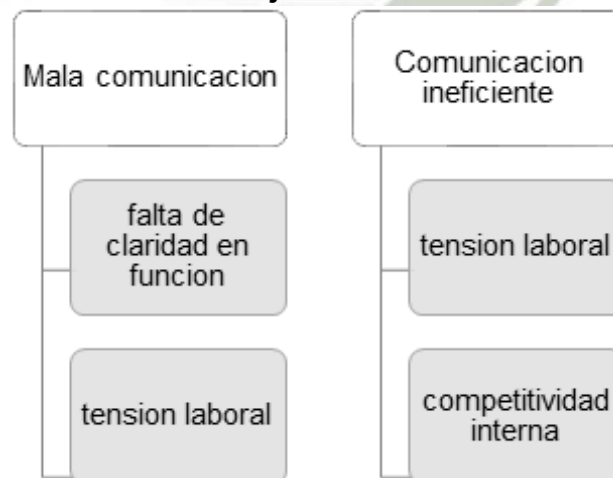 Mala comunicacion
falta de
claridad en
funcion
tension laboral
Comunicacion
ineficiente
tension laboral
competitividad
interna